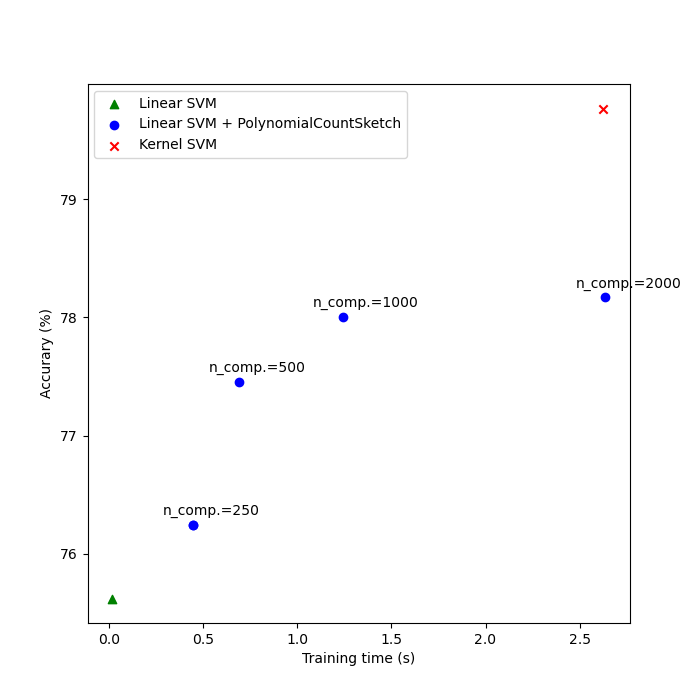 Linear SVM
Linear SVM + PolynomialCountSketch
Kernel SVM
79
78
77
76
n_comp.=2000
n_comp.=1000
n_comp.=500
n_comp.=250
Accurary (%)
0.0 0.5 1.0 1.5 2.0 2.5
Training time (s)